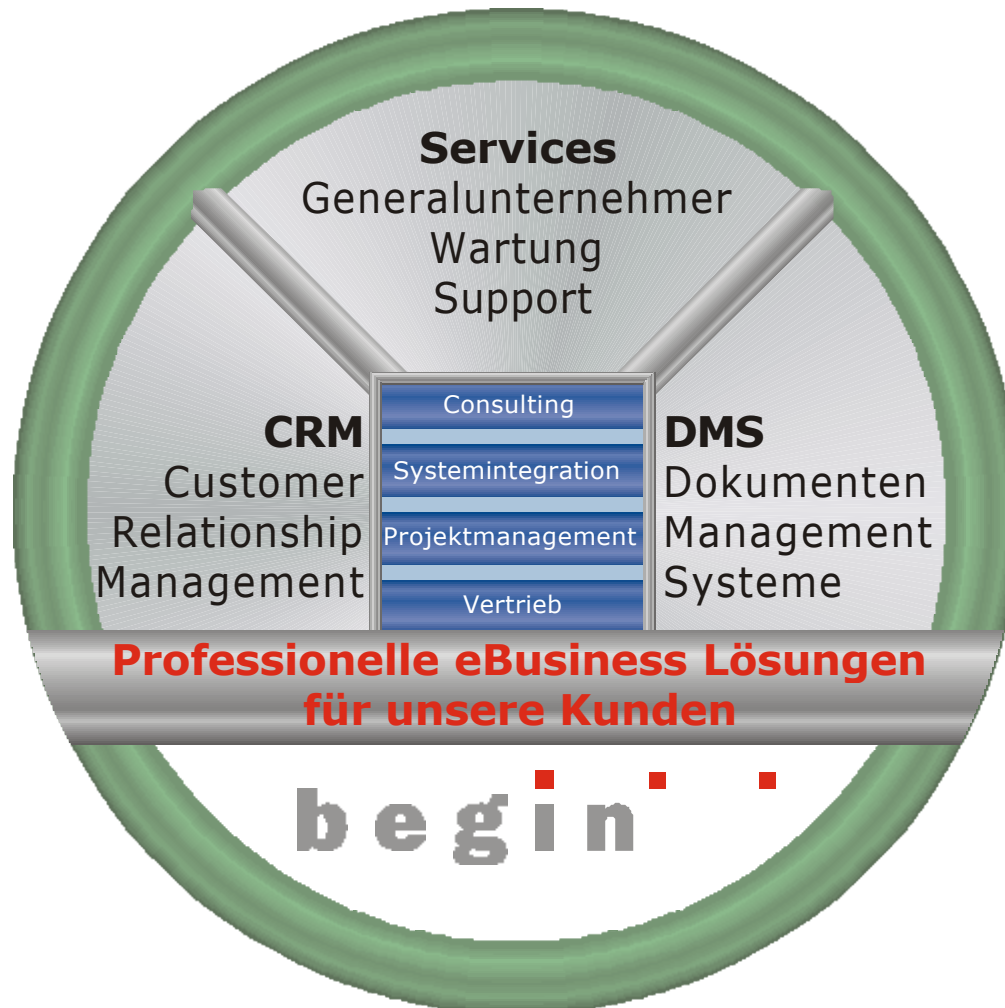 Services
Generalunternehmer
Wartung
Support
CRM
Customer
Relationship
Management
Consulting
Systemintegration
Projektmanagement
Vertrieb
DMS
Dokumenten
Management
Systeme
Professionelle eBusiness Lösungen
für unsere Kunden
begin